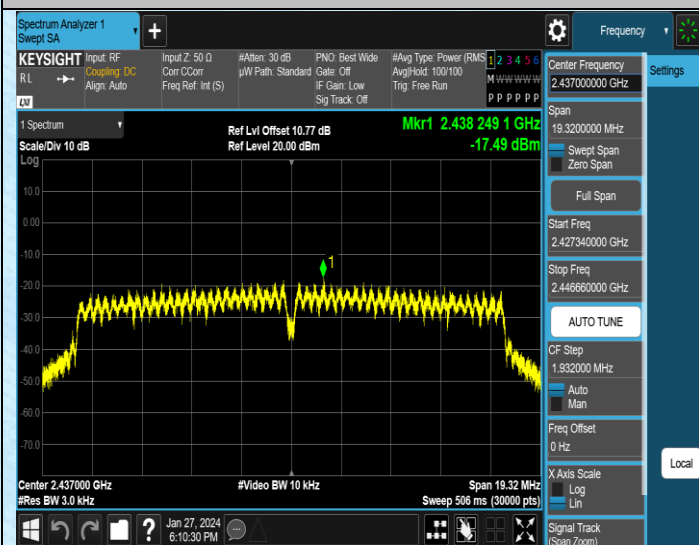 Spectrum Analyzer 1
Swept SA
Frequency
KEYSIGHT
RL
LXI
Input: RF
Coupling: DC
Align: Auto
Input Z: 50 Ω
Corr CCorr
Freq Ref: Int (S)
#Atten: 30 dB
µW Path: Standard
PNO: Best Wide
Gate: Off
IF Gain: Low
Sig Track: Off
#Avg Type: Power (RMS
Avg|Hold: 100/100
Trig: Free Run
1 2 3 4 5 6
M W W W W W
P P P P P P
1 Spectrum
Scale/Div 10 dB
Log
Ref Lvl Offset 10.77 dB
Ref Level 20.00 dBm
Mkr1 2.438 249 1 GHz
-17.49 dBm
10.0
0.00
-10.0
-20.0
-30.0
-40.0
-50.0
-60.0
-70.0
1
Center 2.437000 GHz
#Res BW 3.0 kHz
#Video BW 10 kHz
Span 19.32 MHz
Sweep 506 ms (30000 pts)
Jan 27, 2024
6:10:30 PM
Center Frequency
2.437000000 GHz
Span
19.3200000 MHz
Swept Span
Zero Span
Full Span
Start Freq
2.427340000 GHz
Stop Freq
2.446660000 GHz
AUTO TUNE
CF Step
1.932000 MHz
Auto
Man
Freq Offset
0 Hz
X Axis Scale
Log
Lin
Signal Track
(Span Zoom)
Settings
Local